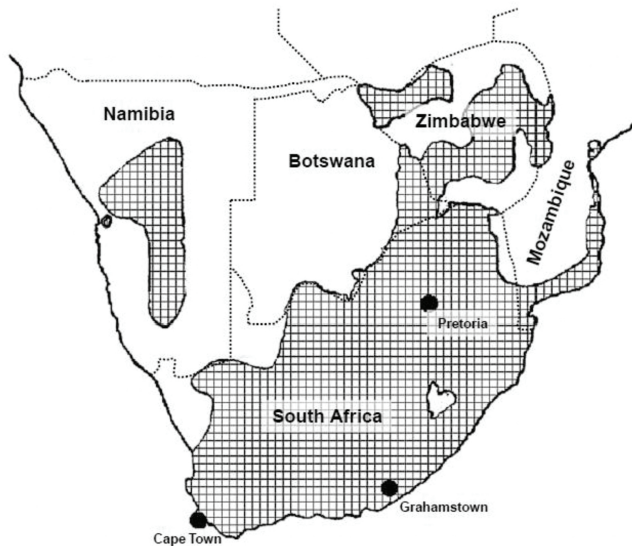 Namibia
Zimbabwe
Botswana
Mozambique
Pretoria
South Africa
Grahamstown
Cape Town